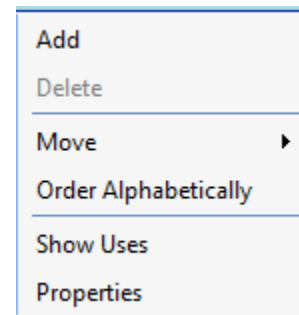 Add
Delete
Move
Order Alphabetically
Show Uses
Properties